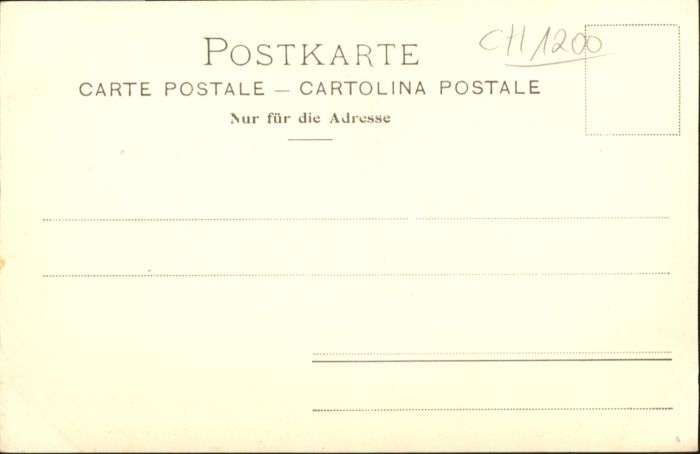 POSTKARTE
CH 1200
CARTE POSTALE — CARTOLINA POSTALE
Nur für die Adresse